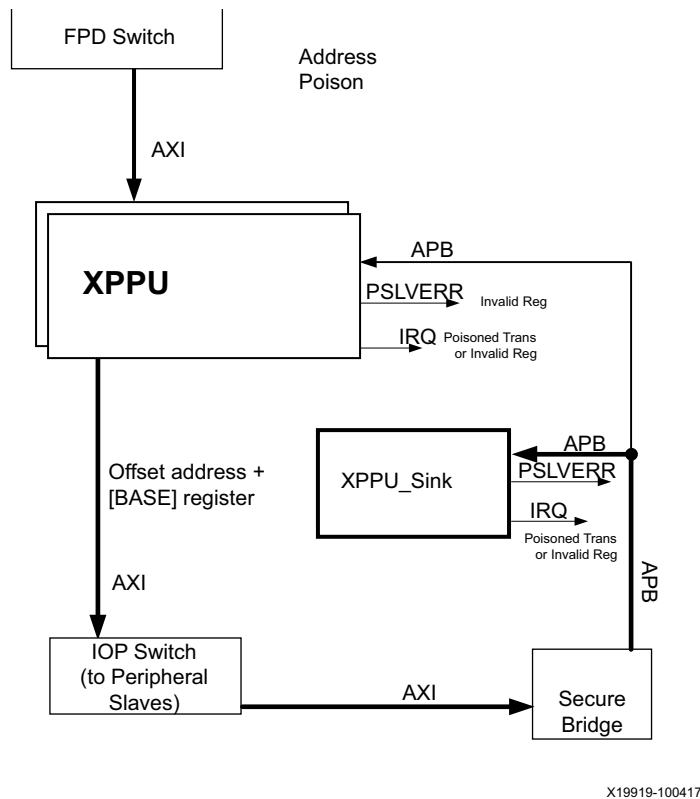 FPD Switch
Address
Poison
AXI
XPPU
APB
PSLVERR
Invalid Reg
IRQ
Poisoned Trans
or Invalid Reg
APB
XPPU_Sink
PSLVERR
Offset address +
[BASE] register
IRQ
Poisoned Trans
or Invalid Reg
APB
AXI
IOP Switch
(to Peripheral
Slaves)
AXI
Secure
Bridge
X19919-100417